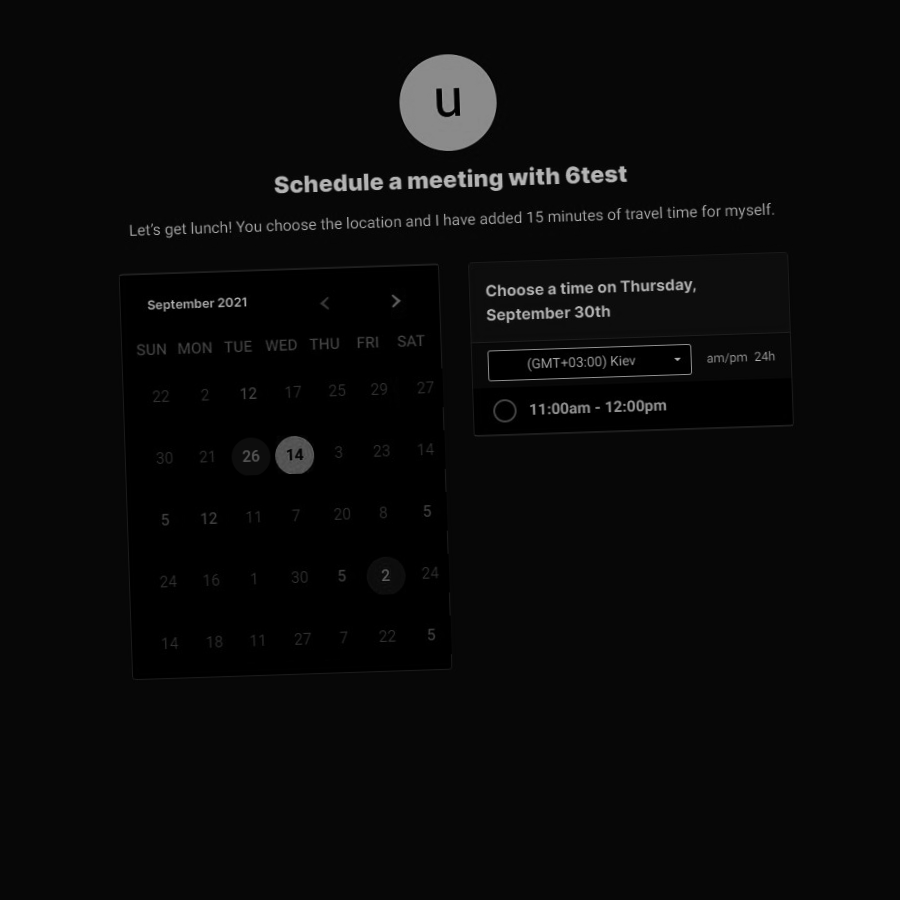 u
Schedule a meeting with 6test
Let's get lunch! You choose the location and I have added 15 minutes of travel time for myself.
September 2021
SUN MON TUE WED THU FRI SAT
22 2 12 17 25 29 27
30 21 26 14 3 23 14
5 12 11 7 20 8 5
24 16 1 30 5 2 24
14 18 11 27 7 22 5
Choose a time on Thursday,
September 30th
(GMT+03:00) Kiev am/pm 24h
11:00am - 12:00pm